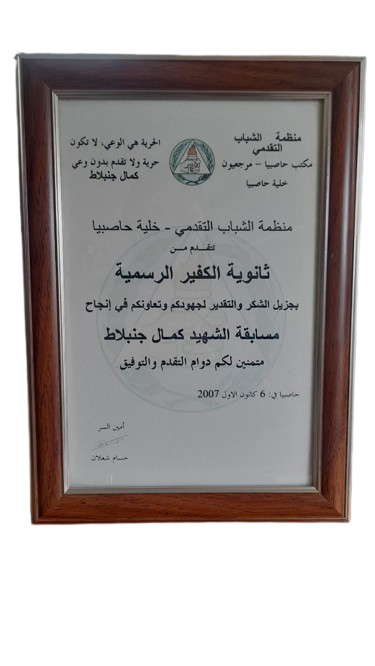 منظمة الشباب
التقدمي
مكتب حاصبيا - مرجعيون
خلية حاصبيا
الحرية هي الوعي، لا تكون
حرية ولا تقدم بدون وعي
كمال جنبلاط
منظمة الشباب التقدمي - خلية حاصبيا
تتقدم من
ثانوية الكفير الرسمية
بجزيل الشكر والتقدير لجهودكم وتعاونكم في إنجاح
مسابقة الشهيد كمال جنبلاط
متمنين لكم دوام التقدم والتوفيق
حاصبيا في: 6 كانون الاول 2007
أمين السر
حسام شعلان